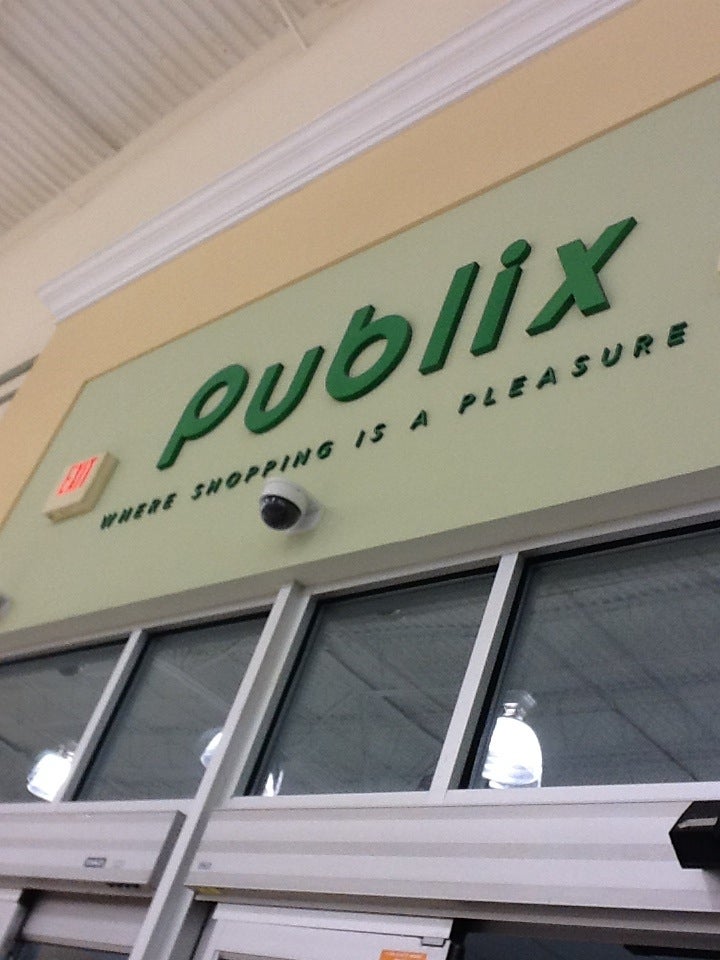 Publix
WHERE SHOPPING IS A PLEASURE
EXIT